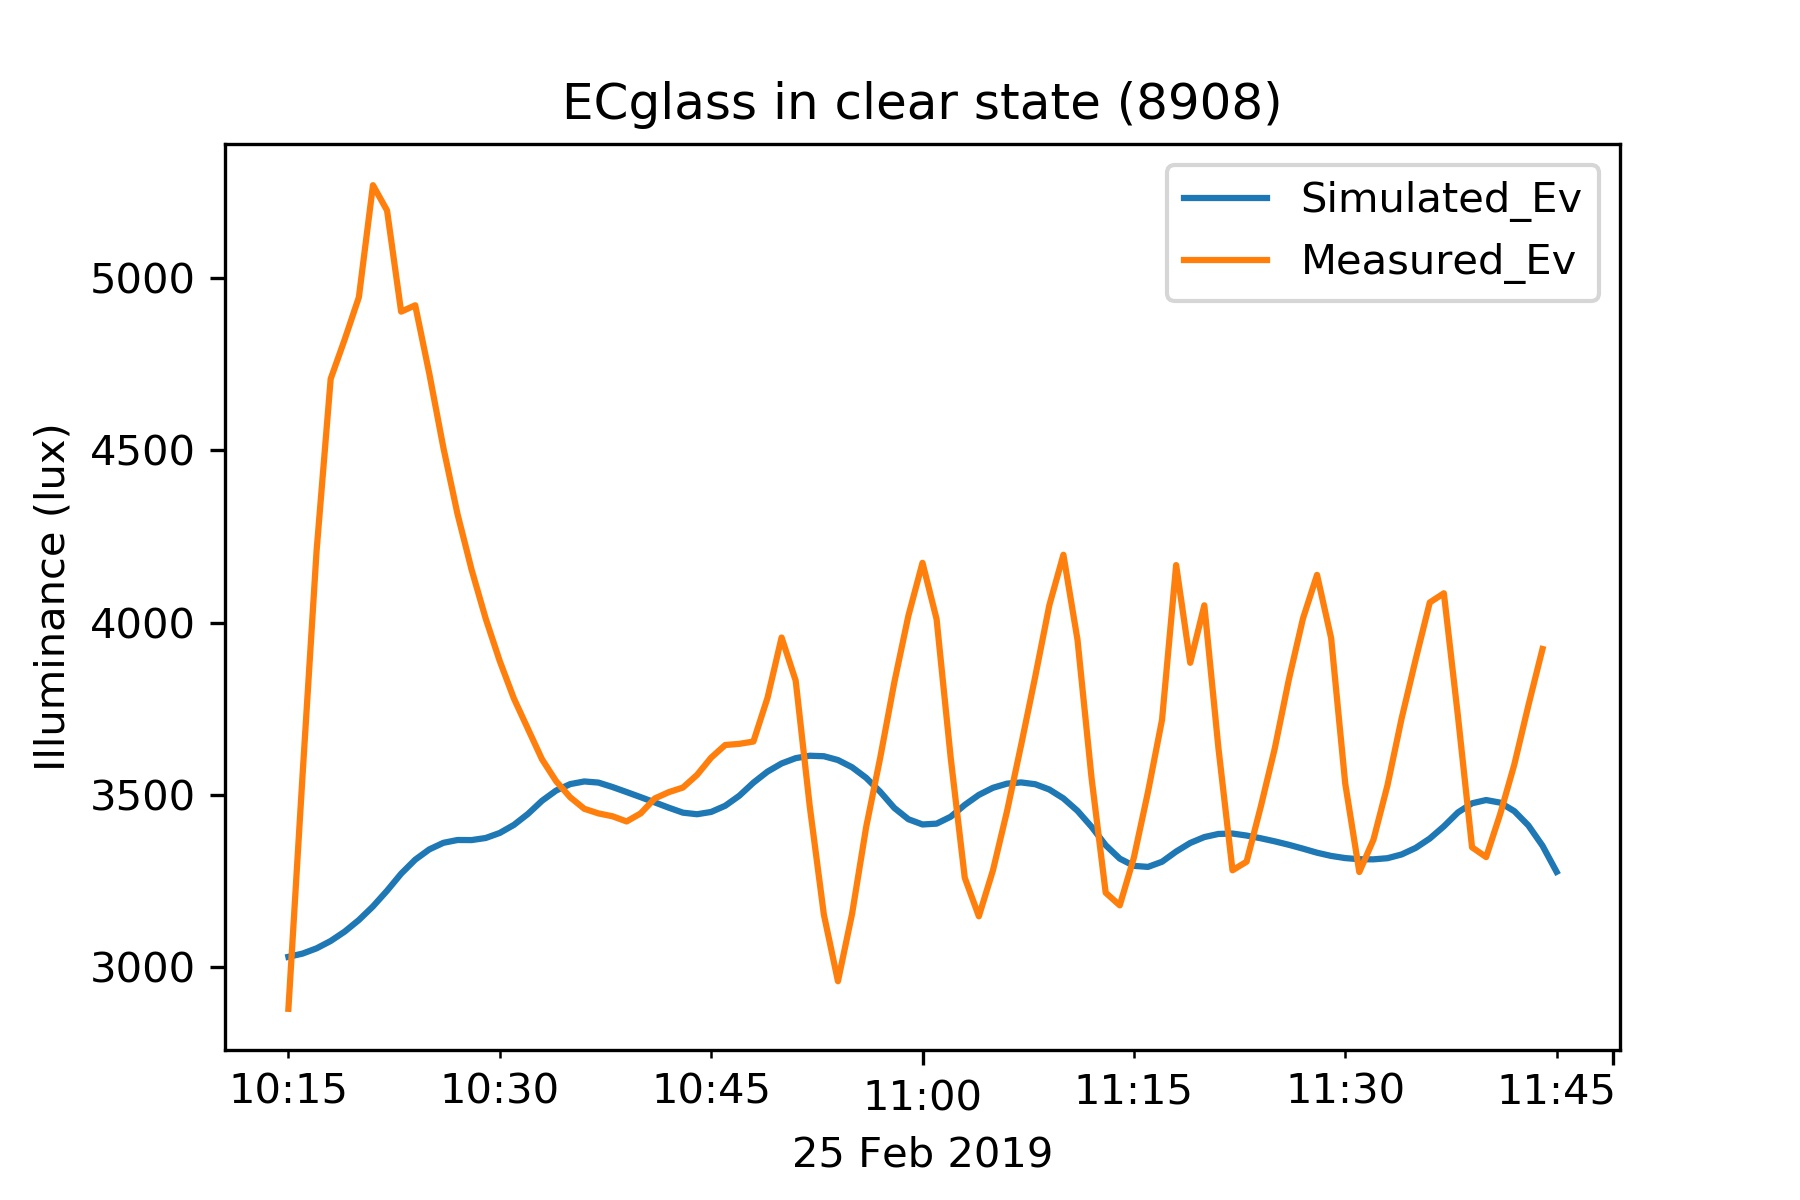 ECglass in clear state (8908)
Simulated_Ev
Measured_Ev
Illuminance (lux)
5000
4500
4000
3500
3000
10:15 10:30 10:45 11:00 11:15 11:30 11:45
25 Feb 2019